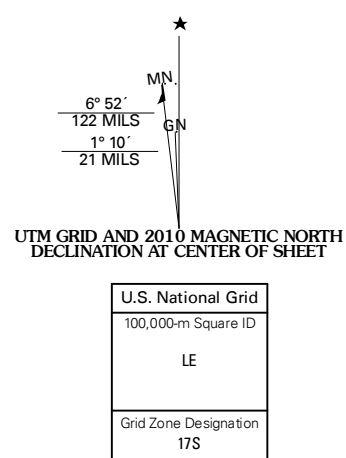 ★
M.N.
6° 52´
122 MILS
GN
1° 10´
21 MILS
UTM GRID AND 2010 MAGNETIC NORTH
DECLINATION AT CENTER OF SHEET
U.S. National Grid
100,000-m Square ID
LE
Grid Zone Designation
17S